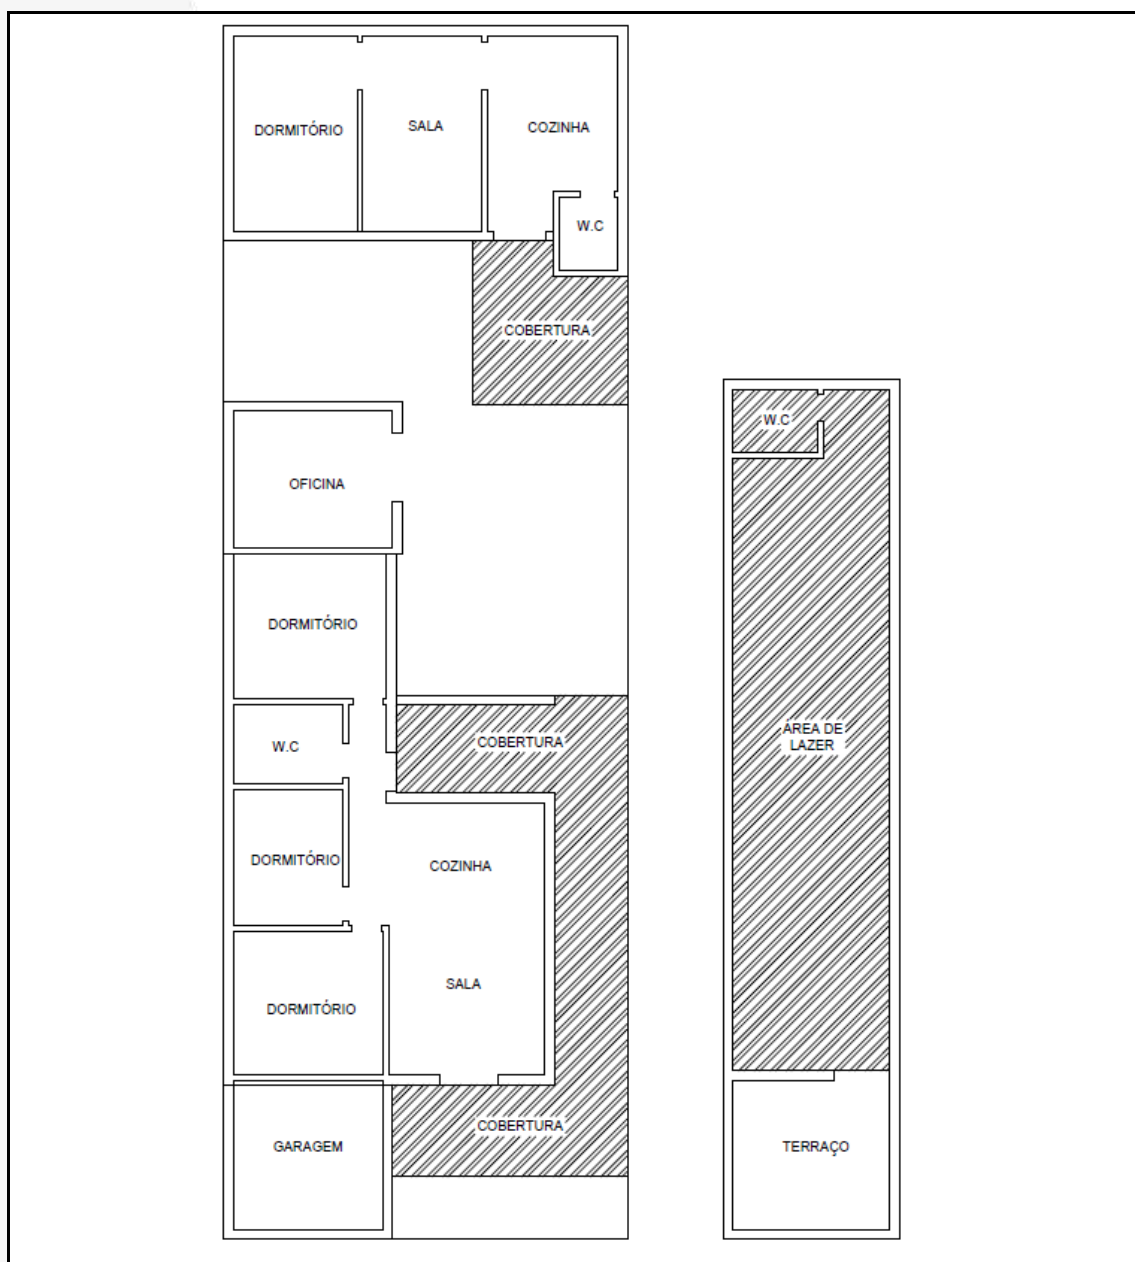 DORMITÓRIO
SALA
COZINHA
W.C
COBERTURA
OFICINA
DORMITÓRIO
W.C
COBERTURA
DORMITÓRIO
COZINHA
SALA
DORMITÓRIO
GARAGEM
COBERTURA
W.C
ÁREA DE
LAZER
TERRAÇO